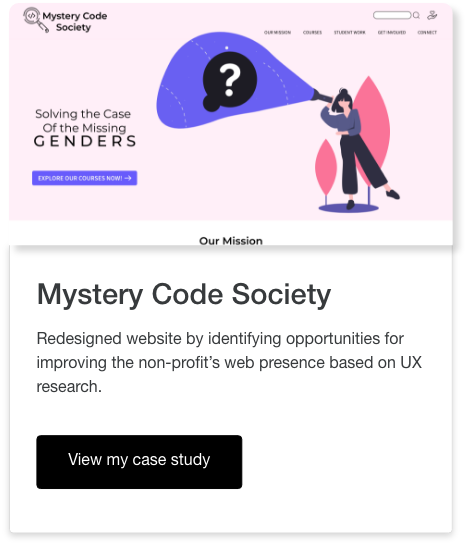 Mystery Code
Society
OUR MISSION COURSES STUDENT WORK GET INVOLVED CONNECT
?
Solving the Case
Of the Missing
GENDERS
EXPLORE OUR COURSES NOW! →
Our Mission
Mystery Code Society
Redesigned website by identifying opportunities for
improving the non-profit’s web presence based on UX
research.
View my case study